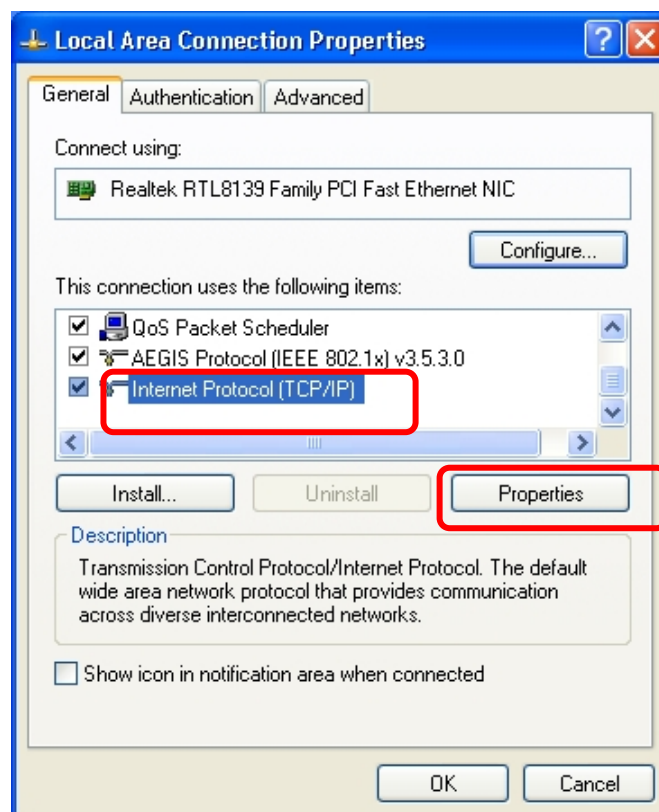 Local Area Connection Properties
General Authentication Advanced
Connect using:
Realtek RTL8139 Family PCI Fast Ethernet NIC
Configure...
This connection uses the following items:
QoS Packet Scheduler
AEGIS Protocol (IEEE 802.1x) v3.5.3.0
Internet Protocol (TCP/IP)
Install... Uninstall Properties
Description
Transmission Control Protocol/Internet Protocol. The default
wide area network protocol that provides communication
across diverse interconnected networks.
Show icon in notification area when connected
OK Cancel